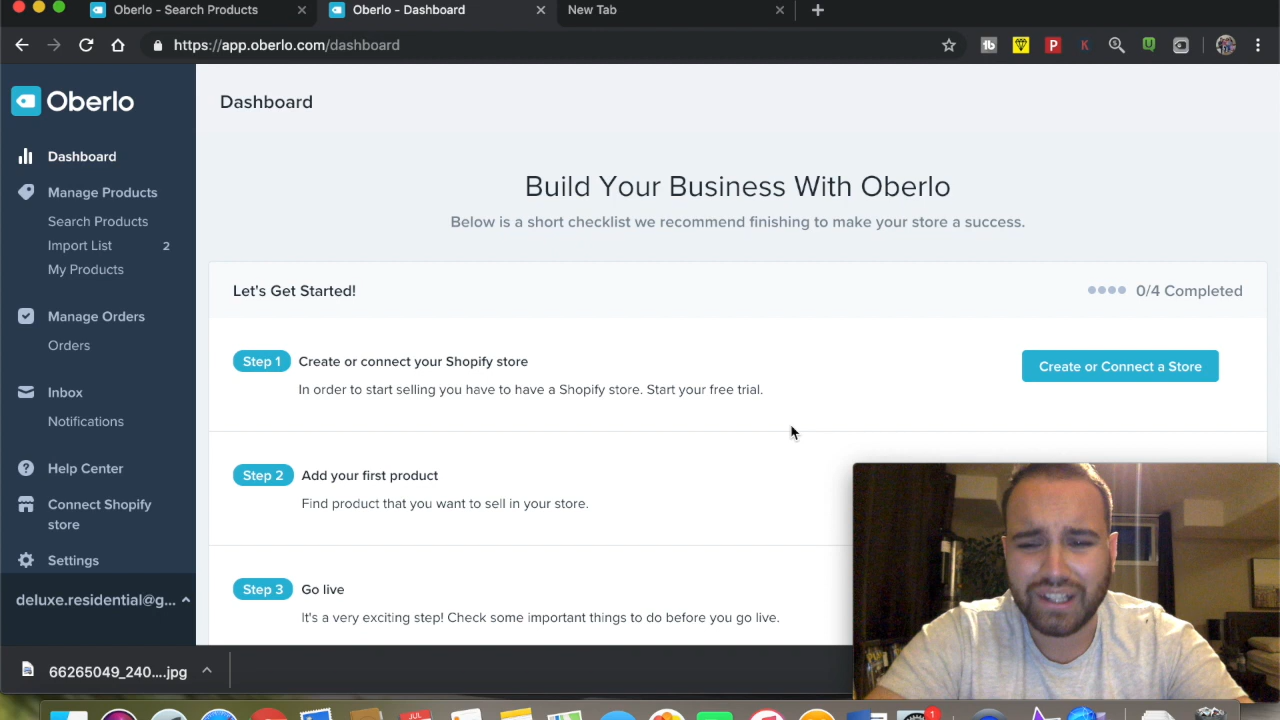 Oberlo - Search Products
Oberlo - Dashboard
New Tab
https://app.oberlo.com/dashboard
Oberlo
Dashboard
Manage Products
Search Products
Import List 2
My Products
Manage Orders
Orders
Inbox
Notifications
Help Center
Connect Shopify
store
Settings
deluxe.residential@g...
Dashboard
Build Your Business With Oberlo
Below is a short checklist we recommend finishing to make your store a success.
Let's Get Started!
0/4 Completed
Step 1 Create or connect your Shopify store
In order to start selling you have to have a Shopify store. Start your free trial.
Create or Connect a Store
Step 2 Add your first product
Find product that you want to sell in your store.
Step 3 Go live
It's a very exciting step! Check some important things to do before you go live.
66265049_240....jpg
JUL
1